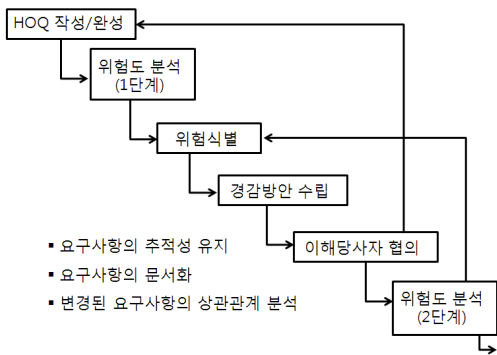 HOQ 작성/완성
위험도 분석
(1단계)
위험식별
경감방안 수립
이해당사자 협의
▪ 요구사항의 추적성 유지
▪ 요구사항의 문서화
▪ 변경된 요구사항의 상관관계 분석
위험도 분석
(2단계)